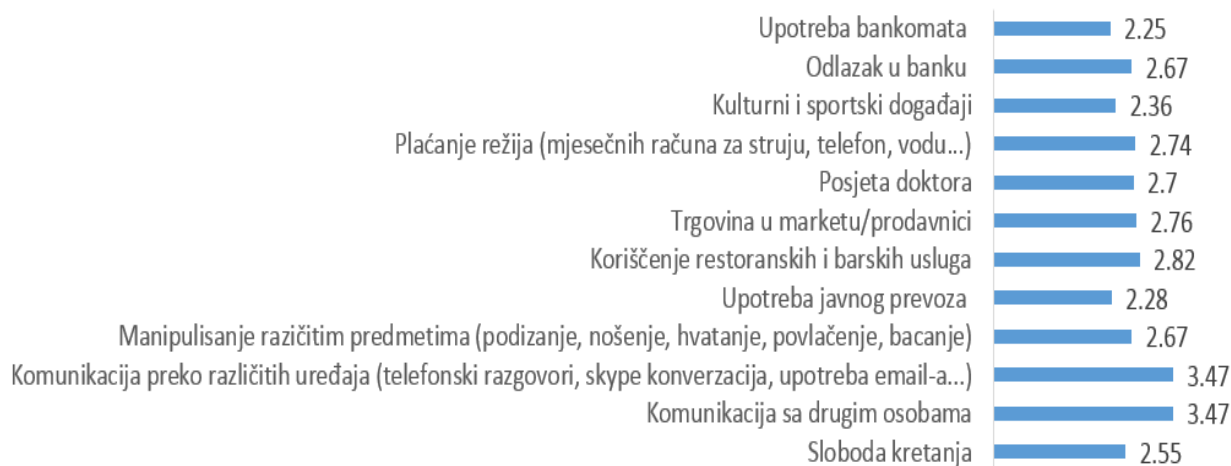 Upotreba bankomata 2.25
Odlazak u banku 2.67
Kulturni i sportski događaji 2.36
Plaćanje režija (mjesečnih računa za struju, telefon, vodu...) 2.74
Posjeta doktora 2.7
Trgovina u marketu/prodavnici 2.76
Koriščenje restoranskih i barskih usluga 2.82
Upotreba javnog prevoza 2.28
Manipulisanje razičitim predmetima (podizanje, nošenje, hvatanje, povlačenje, bacanje) 2.67
Komunikacija preko različitih uređaja (telefonski razgovori, skype konverzacija, upotreba email-a...) 3.47
Komunikacija sa drugim osobama 3.47
Sloboda kretanja 2.55